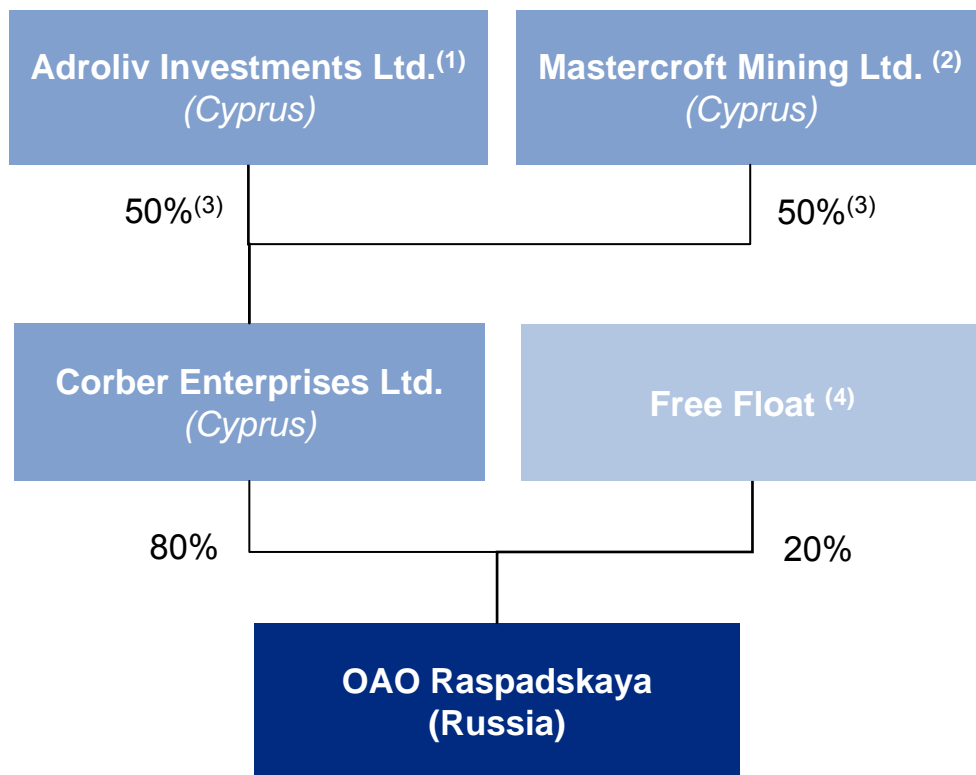 Adroliv Investments Ltd.(1)
(Cyprus)
Mastercroft Mining Ltd. (2)
(Cyprus)
50%(3)
50%(3)
Corber Enterprises Ltd.
(Cyprus)
Free Float (4)
80%
20%
OAO Raspadskaya
(Russia)